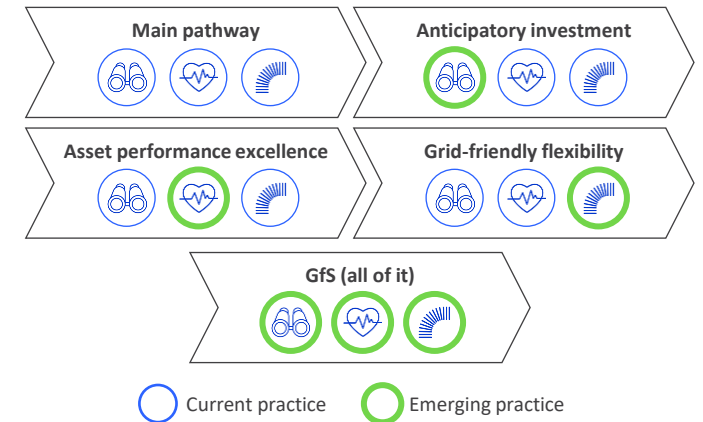 Main pathway
Anticipatory investment
Asset performance excellence
Grid-friendly flexibility
GfS (all of it)
Current practice
Emerging practice